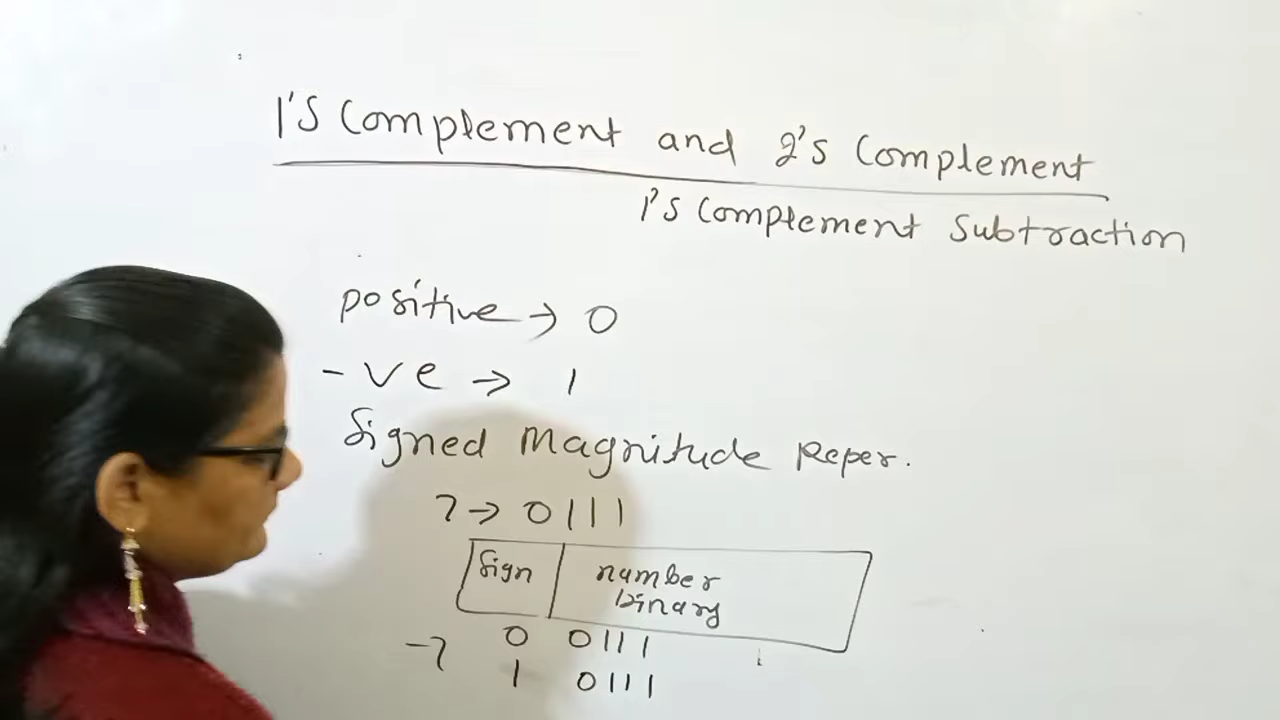 1's Complement and 2's Complement
1's Complement Subtraction
positive → 0
-ve → 1
Signed Magnitude Reper.
7 → 0111
Sign number
binary
0 0111
-7
1 0111